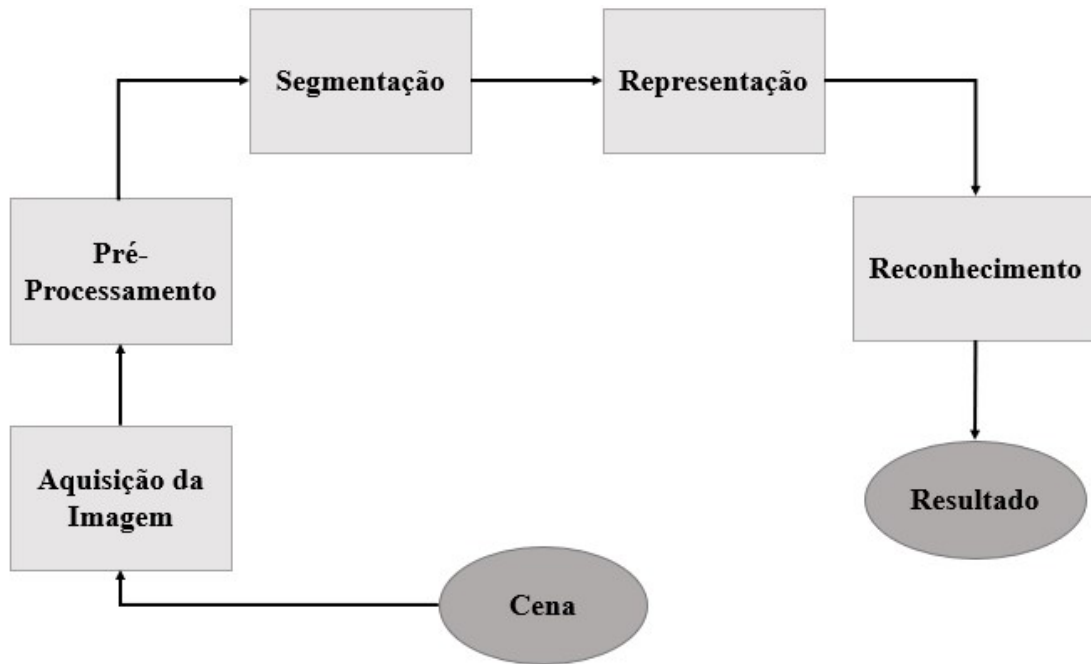 Segmentação
Representação
Pré-
Processamento
Reconhecimento
Aquisição da
Imagem
Resultado
Cena